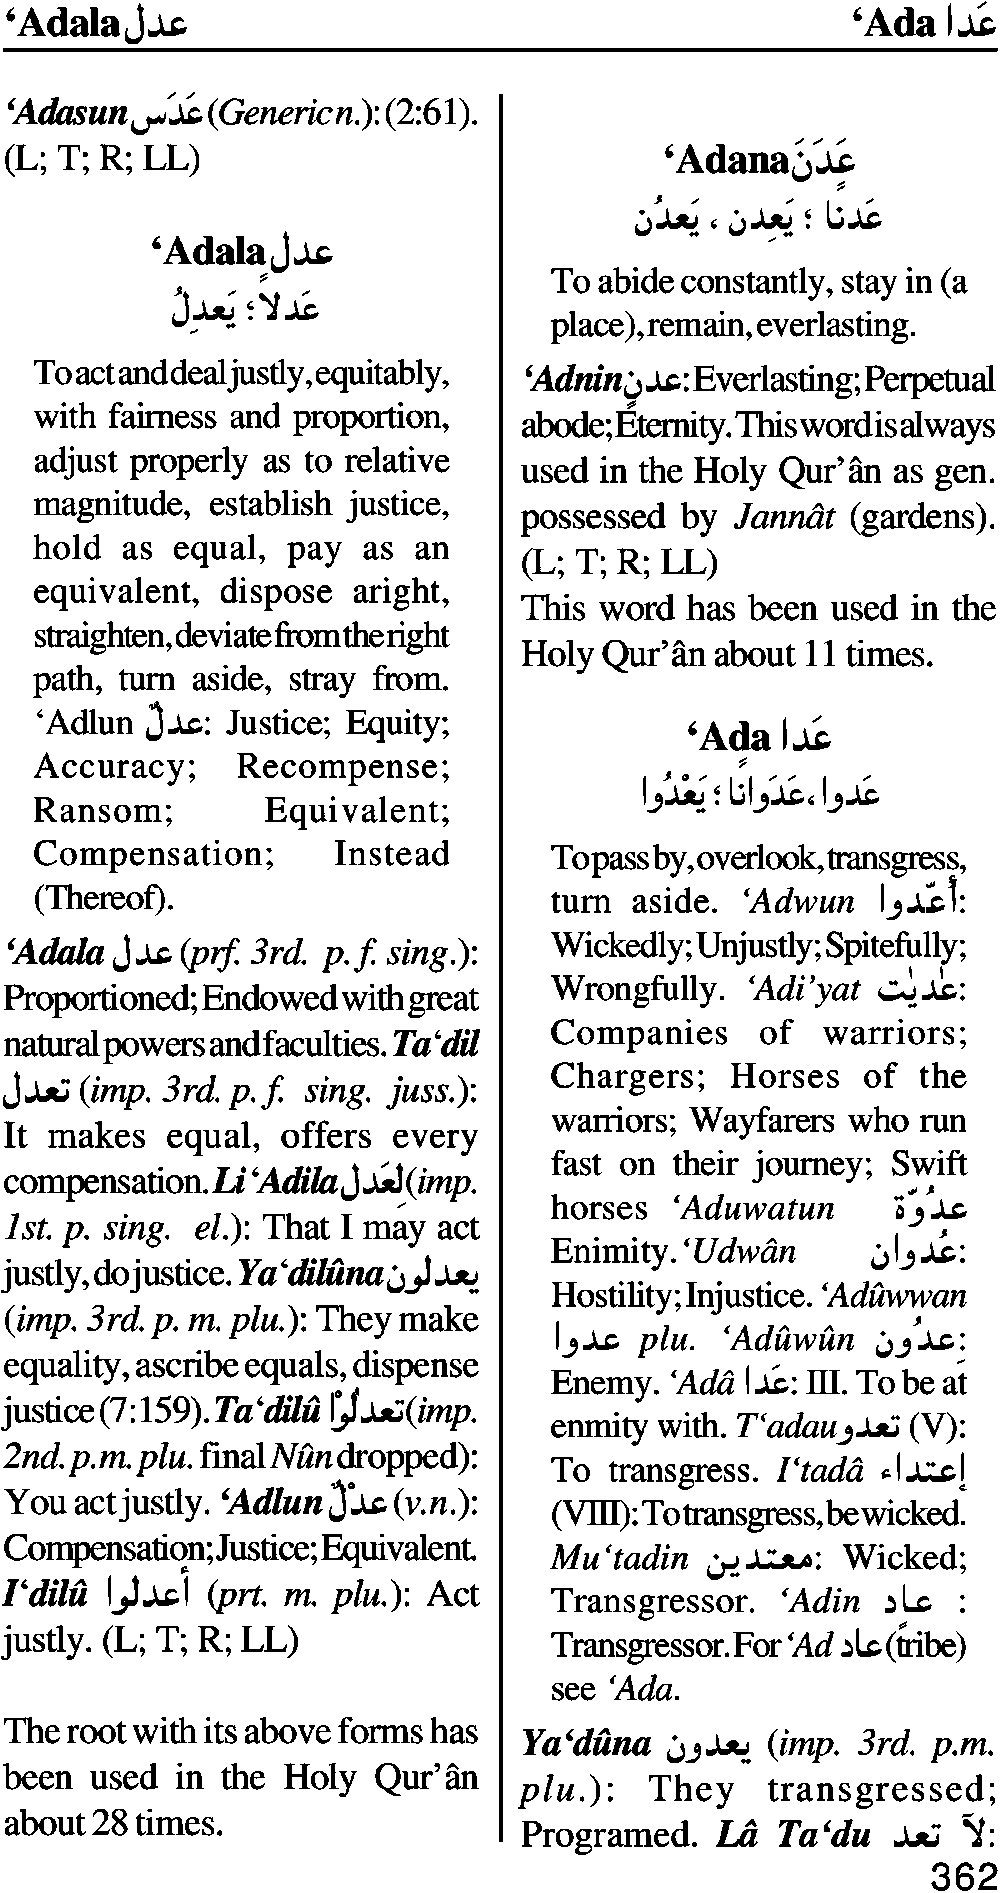 ‘Adala عدل
‘Ada عَدا
‘Adasun عَدَس (Generic n.): (2:61).
(L; T; R; LL)
‘Adala عدل
عَدلاً ؛ يَعدِلُ
To act and deal justly, equitably,
with fairness and proportion,
adjust properly as to relative
magnitude, establish justice,
hold as equal, pay as an
equivalent, dispose aright,
straighten, deviate from the right
path, turn aside, stray from.
‘Adlun عدلٌ: Justice; Equity;
Accuracy; Recompense;
Ransom; Equivalent;
Compensation; Instead
(Thereof).
‘Adala عدل (prf. 3rd. p. f. sing.):
Proportioned; Endowed with great
natural powers and faculties. Ta‘dil
تعدل (imp. 3rd. p. f. sing. juss.):
It makes equal, offers every
compensation. Li ‘Adila لعَدل (imp.
1st. p. sing. el.): That I may act
justly, do justice. Ya‘dilûna يعدلون
(imp. 3rd. p. m. plu.): They make
equality, ascribe equals, dispense
justice (7:159). Ta‘dilû تعدلُوْا (imp.
2nd. p.m. plu. final Nûn dropped):
You act justly. ‘Adlun عدْلٌ (v.n.):
Compensation; Justice; Equivalent.
I‘dilû أعدلوا (prt. m. plu.): Act
justly. (L; T; R; LL)
The root with its above forms has
been used in the Holy Qur’ân
about 28 times.
‘Adana عَدَنَ
عَدنا ؛ يَعِدن ، يَعدُن
To abide constantly, stay in (a
place), remain, everlasting.
‘Adnin عدنٍ: Everlasting; Perpetual
abode; Eternity. This word is always
used in the Holy Qur’ân as gen.
possessed by Jannât (gardens).
(L; T; R; LL)
This word has been used in the
Holy Qur’ân about 11 times.
‘Ada عَدا
عَدوا، عَدَوانا ؛ يَعْدُوا
To pass by, overlook, transgress,
turn aside. ‘Adwun أعَّدوا:
Wickedly; Unjustly; Spitefully;
Wrongfully. ‘Adi’yat عٰديٰت:
Companies of warriors;
Chargers; Horses of the
warriors; Wayfarers who run
fast on their journey; Swift
horses ‘Aduwatun عدُوّة
Enimity. ‘Udwân عُدوان:
Hostility; Injustice. ‘Adûwwan
عدوا plu. ‘Adûwûn عدُون:
Enemy. ‘Adâ عَدا: III. To be at
enmity with. T‘adau تعدو (V):
To transgress. I‘tadâ إعتداء
(VIII): To transgress, be wicked.
Mu‘tadin معتدين: Wicked;
Transgressor. ‘Adin عاد :
Transgressor. For ‘Ad عاد (tribe)
see ‘Ada.
Ya‘dûna يعدون (imp. 3rd. p.m.
plu.): They transgressed;
Programed. Lâ Ta‘du لآ تعد:
362